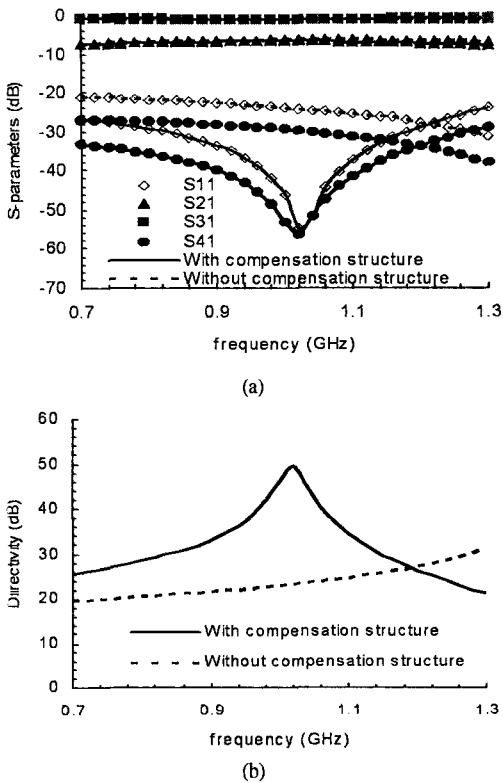 0
-10
-20
-30
-40
-50
-60
-70
S-parameters (dB)
S11
S21
S31
S41
With compensation structure
Without compensation structure
0.7
0.9
1.1
1.3
frequency (GHz)
(a)
60
50
40
30
20
10
0
Diirectivity (dB)
With compensation structure
Without compensation structure
0.7
0.9
1.1
1.3
frequency (GHz)
(b)